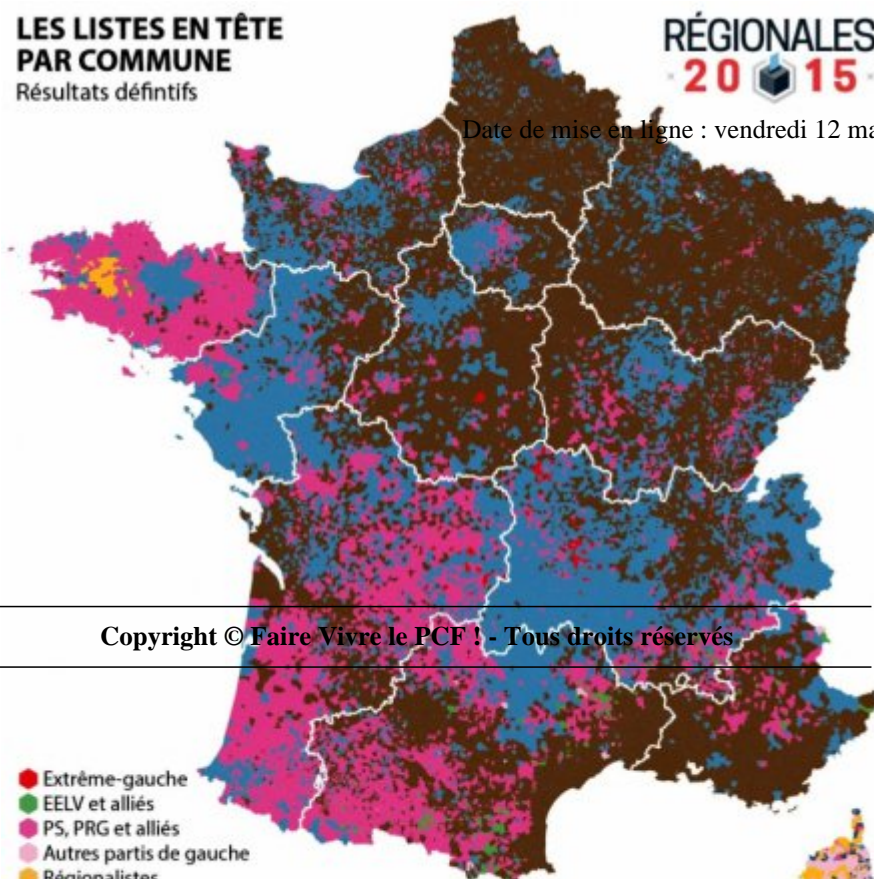 LES LISTES EN TÊTE
PAR COMMUNE
Résultats défintifs
RÉGIONALES
2015
Date de mise en ligne : vendredi 12 ma
Copyright © Faire Vivre le PCF ! - Tous droits réservés
Extrême-gauche
EELV et alliés
PS, PRG et alliés
Autres partis de gauche
Régionalistes